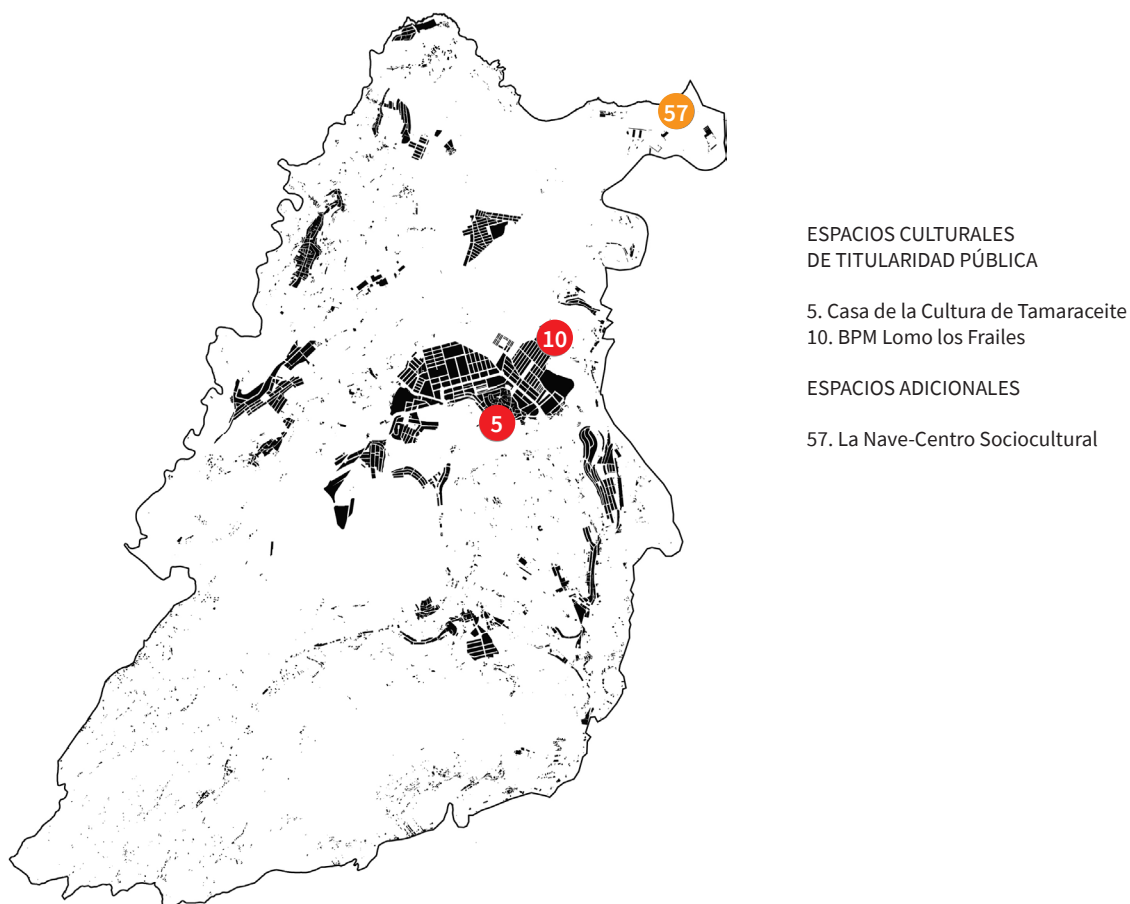 57
10
5
ESPACIOS CULTURALES
DE TITULARIDAD PÚBLICA
5. Casa de la Cultura de Tamaraceite
10. BPM Lomo los Frailes
ESPACIOS ADICIONALES
57. La Nave-Centro Sociocultural